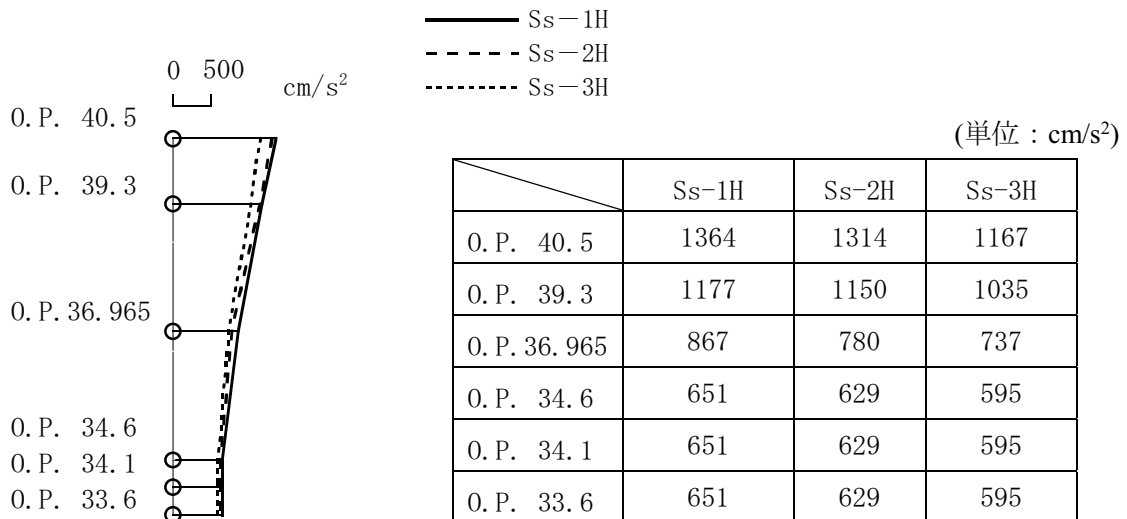 Ss－1H
Ss－2H
Ss－3H
0 500
cm/s²
O.P. 40.5
O.P. 39.3
O.P.36.965
O.P. 34.6
O.P. 34.1
O.P. 33.6
(単位：cm/s²)
Ss-1H Ss-2H Ss-3H
O.P. 40.5 1364 1314 1167
O.P. 39.3 1177 1150 1035
O.P.36.965 867 780 737
O.P. 34.6 651 629 595
O.P. 34.1 651 629 595
O.P. 33.6 651 629 595